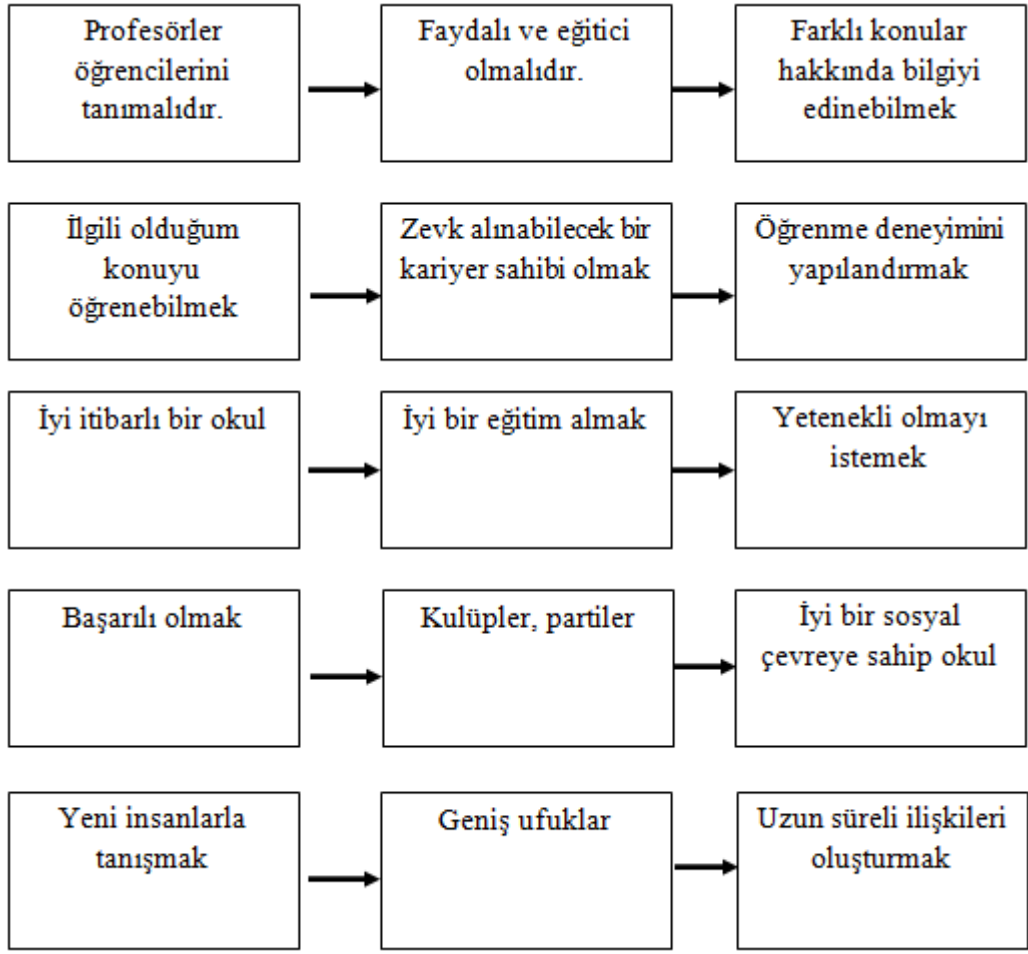 Profesörler
öğrencilerini
tanımalıdır.
Faydalı ve eğitici
olmalıdır.
Farklı konular
hakkında bilgiyi
edinebilmek
İlgili olduğum
konuyu
öğrenebilmek
Zevk alınabilecek bir
kariyer sahibi olmak
Öğrenme deneyimini
yapılandırmak
İyi itibarlı bir okul
İyi bir eğitim almak
Yetenekli olmayı
istemek
Başarılı olmak
Kulüpler, partiler
İyi bir sosyal
çevreye sahip okul
Yeni insanlarla
tanışmak
Geniş ufuklar
Uzun süreli ilişkileri
oluşturmak